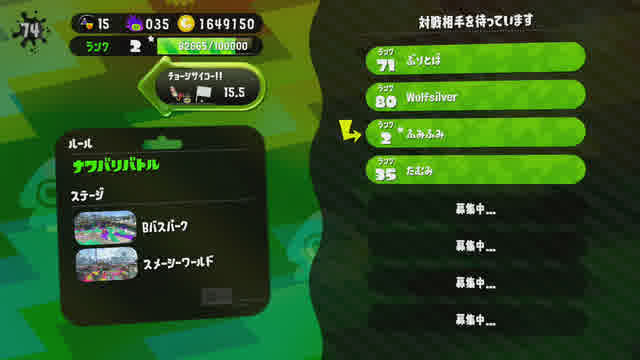 74
15
035
1649150
ランク 2 82865/100000
チョーシサイコー!!
15.5
ルール
ナワバリバトル
ステージ
Bバスパーク
スメーシーワールド
対戦相手を待っています
ランク 71 ぷりとぱ
ランク 80 Wolfsilver
ランク 2 ふみふみ
ランク 35 たむみ
募集中...
募集中...
募集中...
募集中...